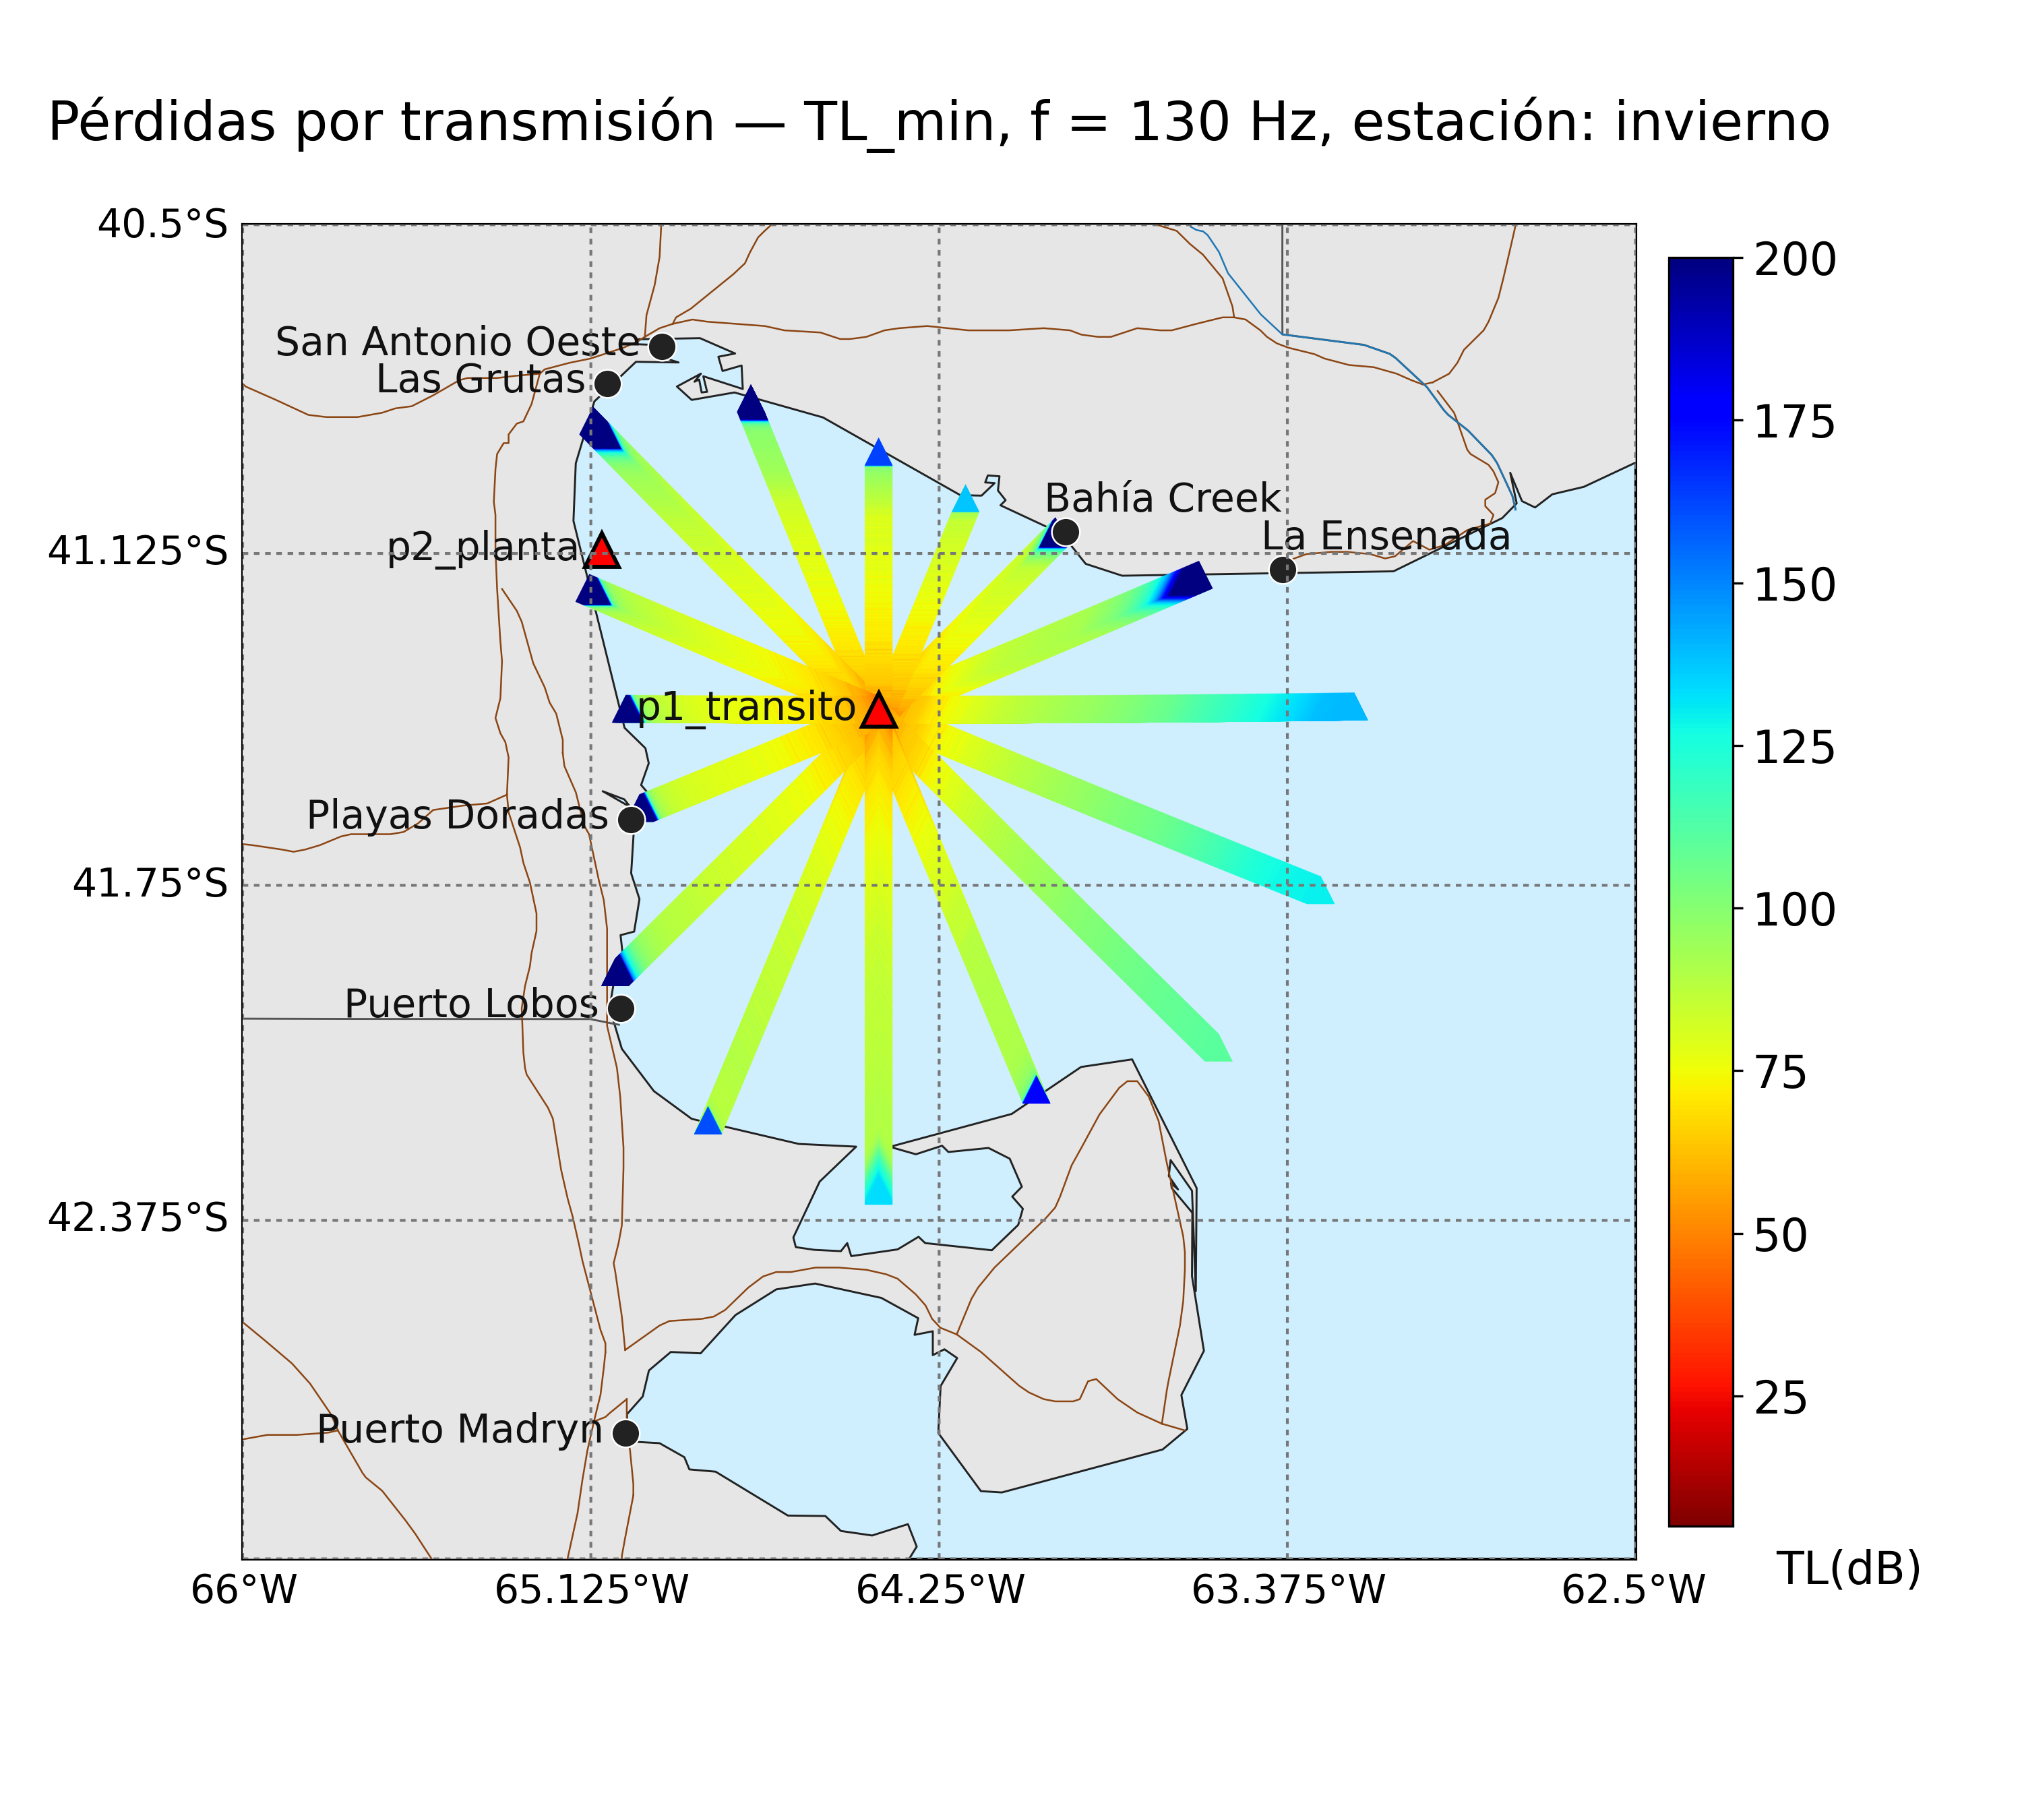 Pérdidas por transmisión — TL_min, f = 130 Hz, estación: invierno
40.5°S
200
San Antonio Oeste
Las Grutas
175
Bahía Creek
La Ensenada
p2_planta
41.125°S
150
p1_transito
125
Playas Doradas
41.75°S
100
Puerto Lobos
75
42.375°S
50
25
Puerto Madryn
TL(dB)
66°W
65.125°W
64.25°W
63.375°W
62.5°W